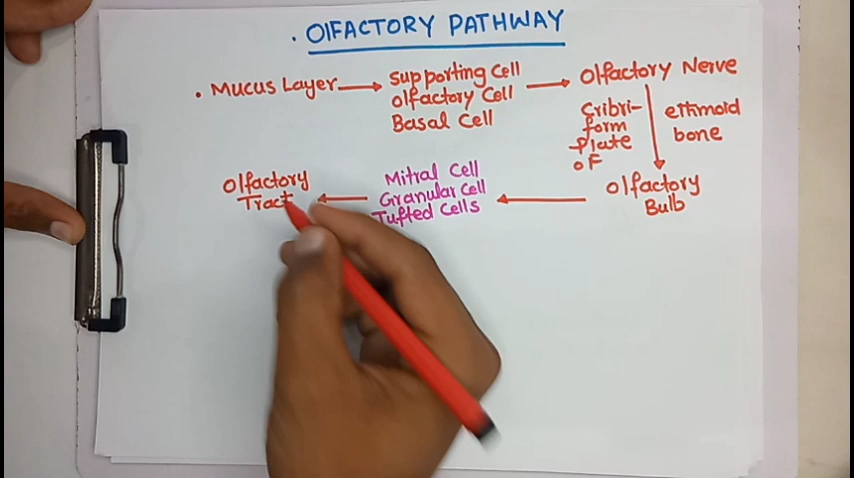 . OlFACTORY PATHWAY
. Mucus Layer
Supporting Cell
Olfactory Cell
Basal Cell
Olfactory Nerve
Cribri-
form
Plate
oF
ethmoid
bone
Olfactory
Bulb
Mitral Cell
Granular Cell
Tufted Cells
Olfactory
Tract